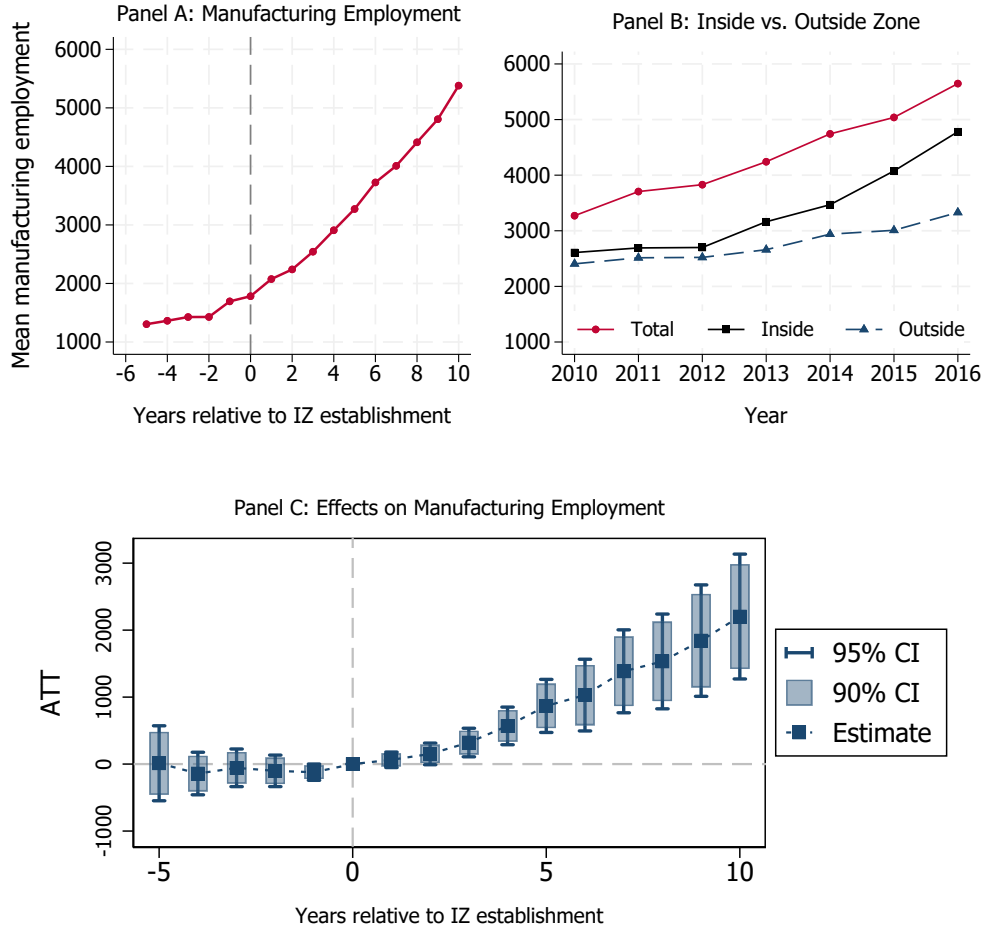 Panel A: Manufacturing Employment
Mean manufacturing employment
6000
5000
4000
3000
2000
1000
-6 -4 -2 0 2 4 6 8 10
Years relative to IZ establishment
Panel B: Inside vs. Outside Zone
6000
5000
4000
3000
2000
1000
Total Inside Outside
2010 2011 2012 2013 2014 2015 2016
Year
Panel C: Effects on Manufacturing Employment
ATT
3000
2000
1000
0
-1000
-5 0 5 10
Years relative to IZ establishment
95% CI
90% CI
Estimate